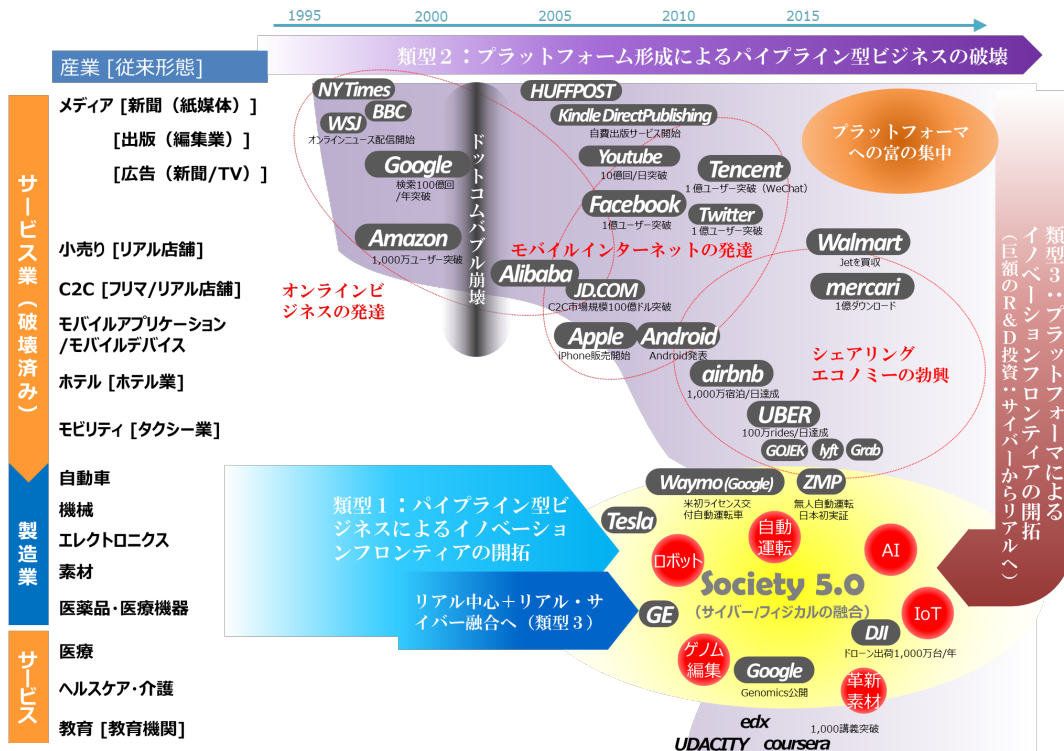 1995 2000 2005 2010 2015
類型２：プラットフォーム形成によるパイプライン型ビジネスの破壊
産業 [従来形態]
サービス業（破壊済み）
製造業
サービス
メディア [新聞（紙媒体）]
[出版（編集業）]
[広告（新聞/TV）]
小売り [リアル店舗]
C2C [フリマ/リアル店舗]
モバイルアプリケーション
/モバイルデバイス
ホテル [ホテル業]
モビリティ [タクシー業]
自動車
機械
エレクトロニクス
素材
医薬品・医療機器
医療
ヘルスケア・介護
教育 [教育機関]
NY Times
BBC
WSJ
オンラインニュース配信開始
Google
検索100億回
/年突破
Amazon
1,000万ユーザー突破
オンラインビ
ジネスの発達
ドットコムバブル崩壊
HUFFPOST
Kindle DirectPublishing
自費出版サービス開始
Youtube
10億回/日突破
Tencent
1億ユーザー突破（WeChat）
Facebook
1億ユーザー突破
Twitter
1億ユーザー突破
モバイルインターネットの発達
Alibaba
JD.COM
C2C市場規模100億ドル突破
Apple
iPhone販売開始
Android
Android発表
プラットフォーマ
への富の集中
Walmart
Jetを買収
mercari
1億ダウンロード
シェアリング
エコノミーの勃興
airbnb
1,000万宿泊/日達成
UBER
100万rides/日達成
GOJEK
lyft
Grab
類型３：プラットフォーマによる
イノベーションフロンティアの開拓
（巨額のR&D投資：サイバーからリアルへ）
類型１：パイプライン型ビ
ジネスによるイノベーショ
ンフロンティアの開拓
リアル中心＋リアル・サ
イバー融合へ（類型３）
Waymo (Google)
米初ライセンス交
付自動運転車
ZMP
無人自動運転
日本初実証
Tesla
自動
運転
ロボット
AI
Society 5.0
（サイバー/フィジカルの融合）
GE
IoT
DJI
ドローン出荷1,000万台/年
ゲノム
編集
Google
Genomics公開
革新
素材
edx
1,000講義突破
UDACITY
coursera